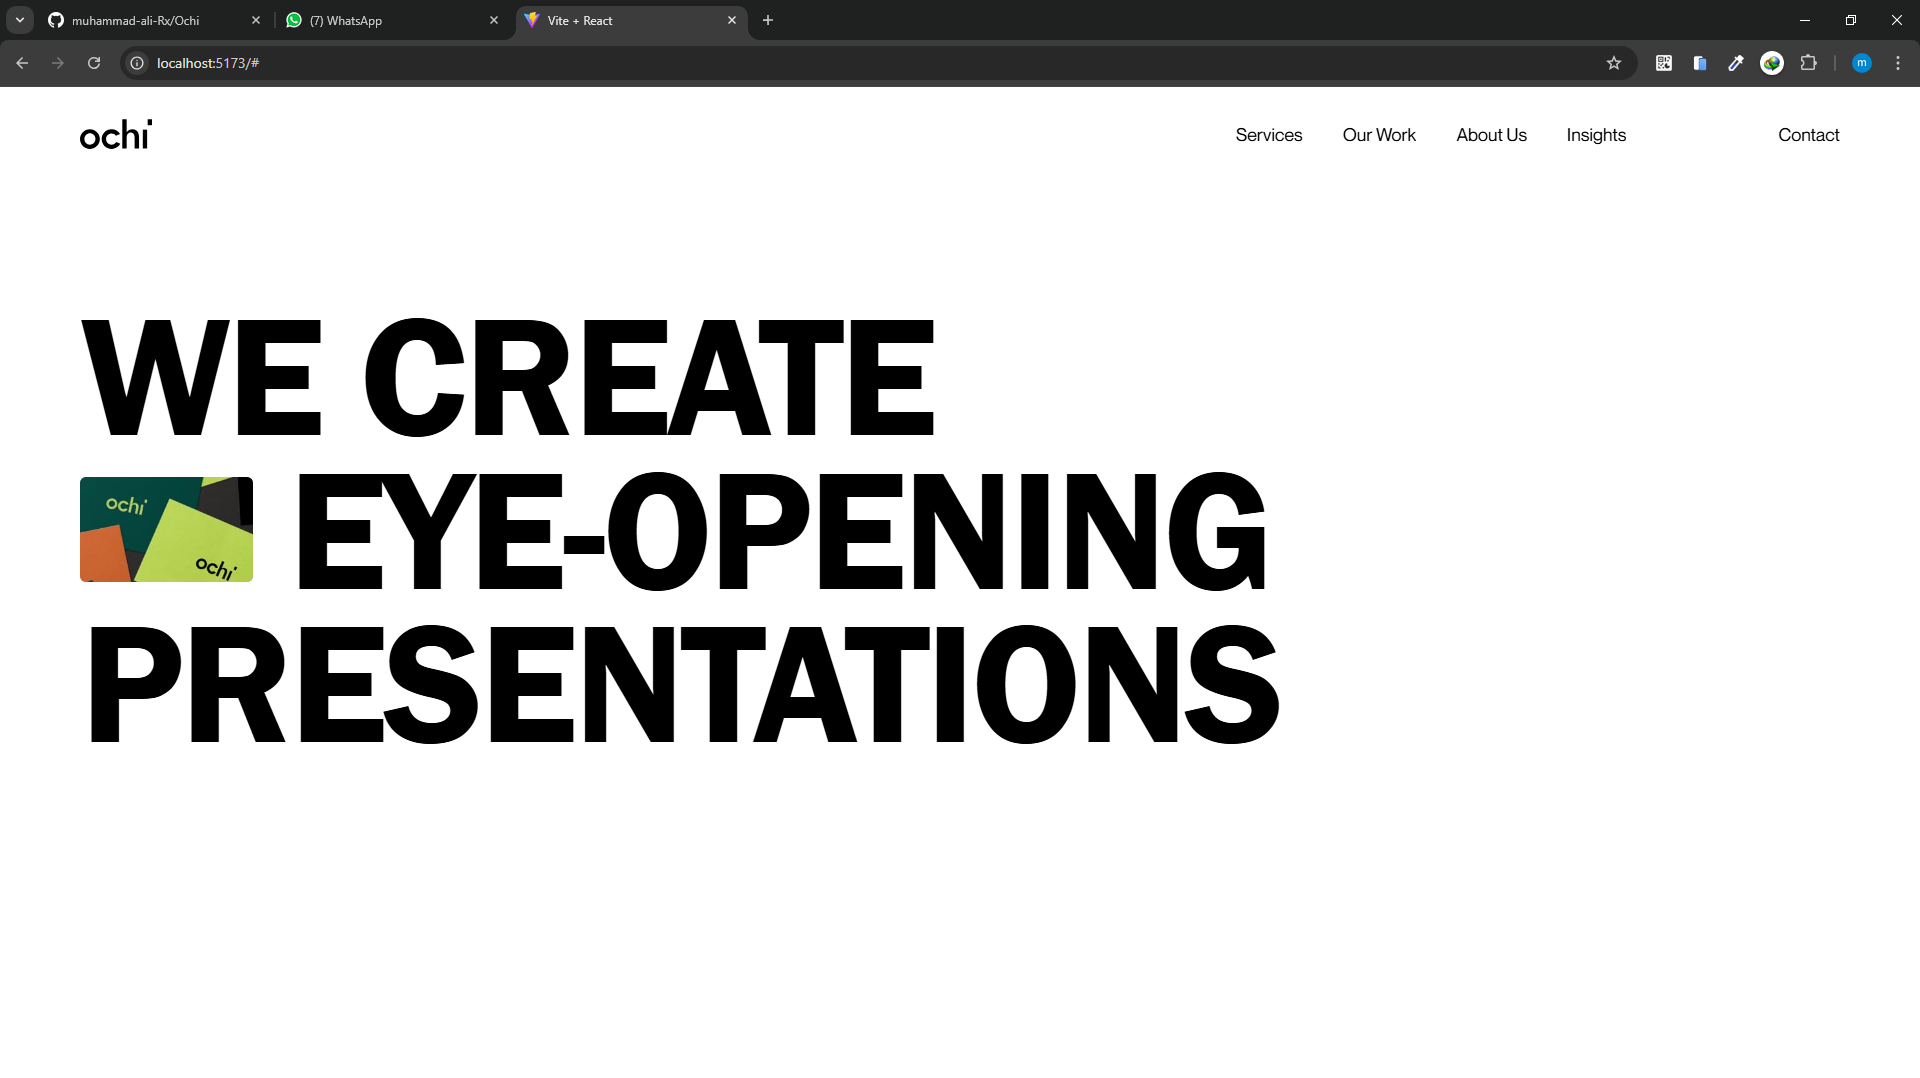 muhammad-ali-Rx/Ochi
(7) WhatsApp
Vite + React
localhost:5173/#
m
ochi
Services Our Work About Us Insights Contact
WE CREATE
ochi
ochi
EYE-OPENING
PRESENTATIONS